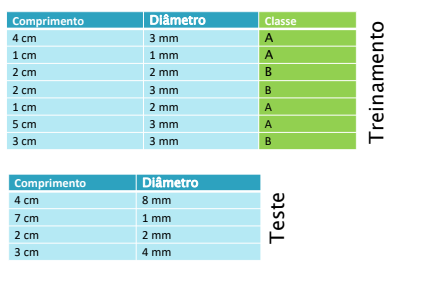 Comprimento Diâmetro Classe
4 cm 3 mm A
1 cm 1 mm A
2 cm 2 mm B
2 cm 3 mm B
1 cm 2 mm A
5 cm 3 mm A
3 cm 3 mm B
Treinamento
Comprimento Diâmetro
4 cm 8 mm
7 cm 1 mm
2 cm 2 mm
3 cm 4 mm
Teste